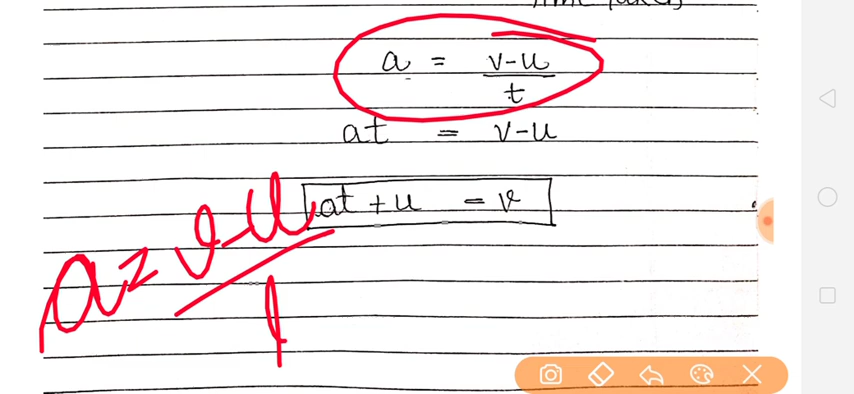 a = v-u/t
at = v-u
at + u = v
a = v-u